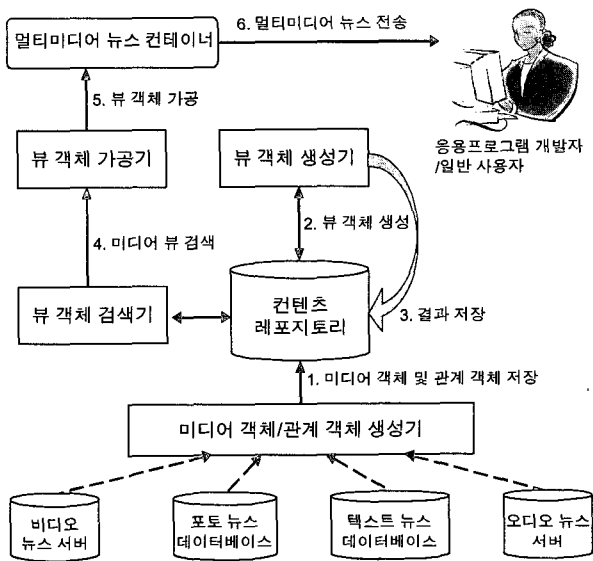 멀티미디어 뉴스 컨테이너
6. 멀티미디어 뉴스 전송
응용프로그램 개발자
/일반 사용자
5. 뷰 객체 가공
뷰 객체 가공기
뷰 객체 생성기
4. 미디어 뷰 검색
2. 뷰 객체 생성
뷰 객체 검색기
컨텐츠
레포지토리
3. 결과 저장
1. 미디어 객체 및 관계 객체 저장
미디어 객체/관계 객체 생성기
비디오
뉴스 서버
포토 뉴스
데이터베이스
텍스트 뉴스
데이터베이스
오디오 뉴스
서버